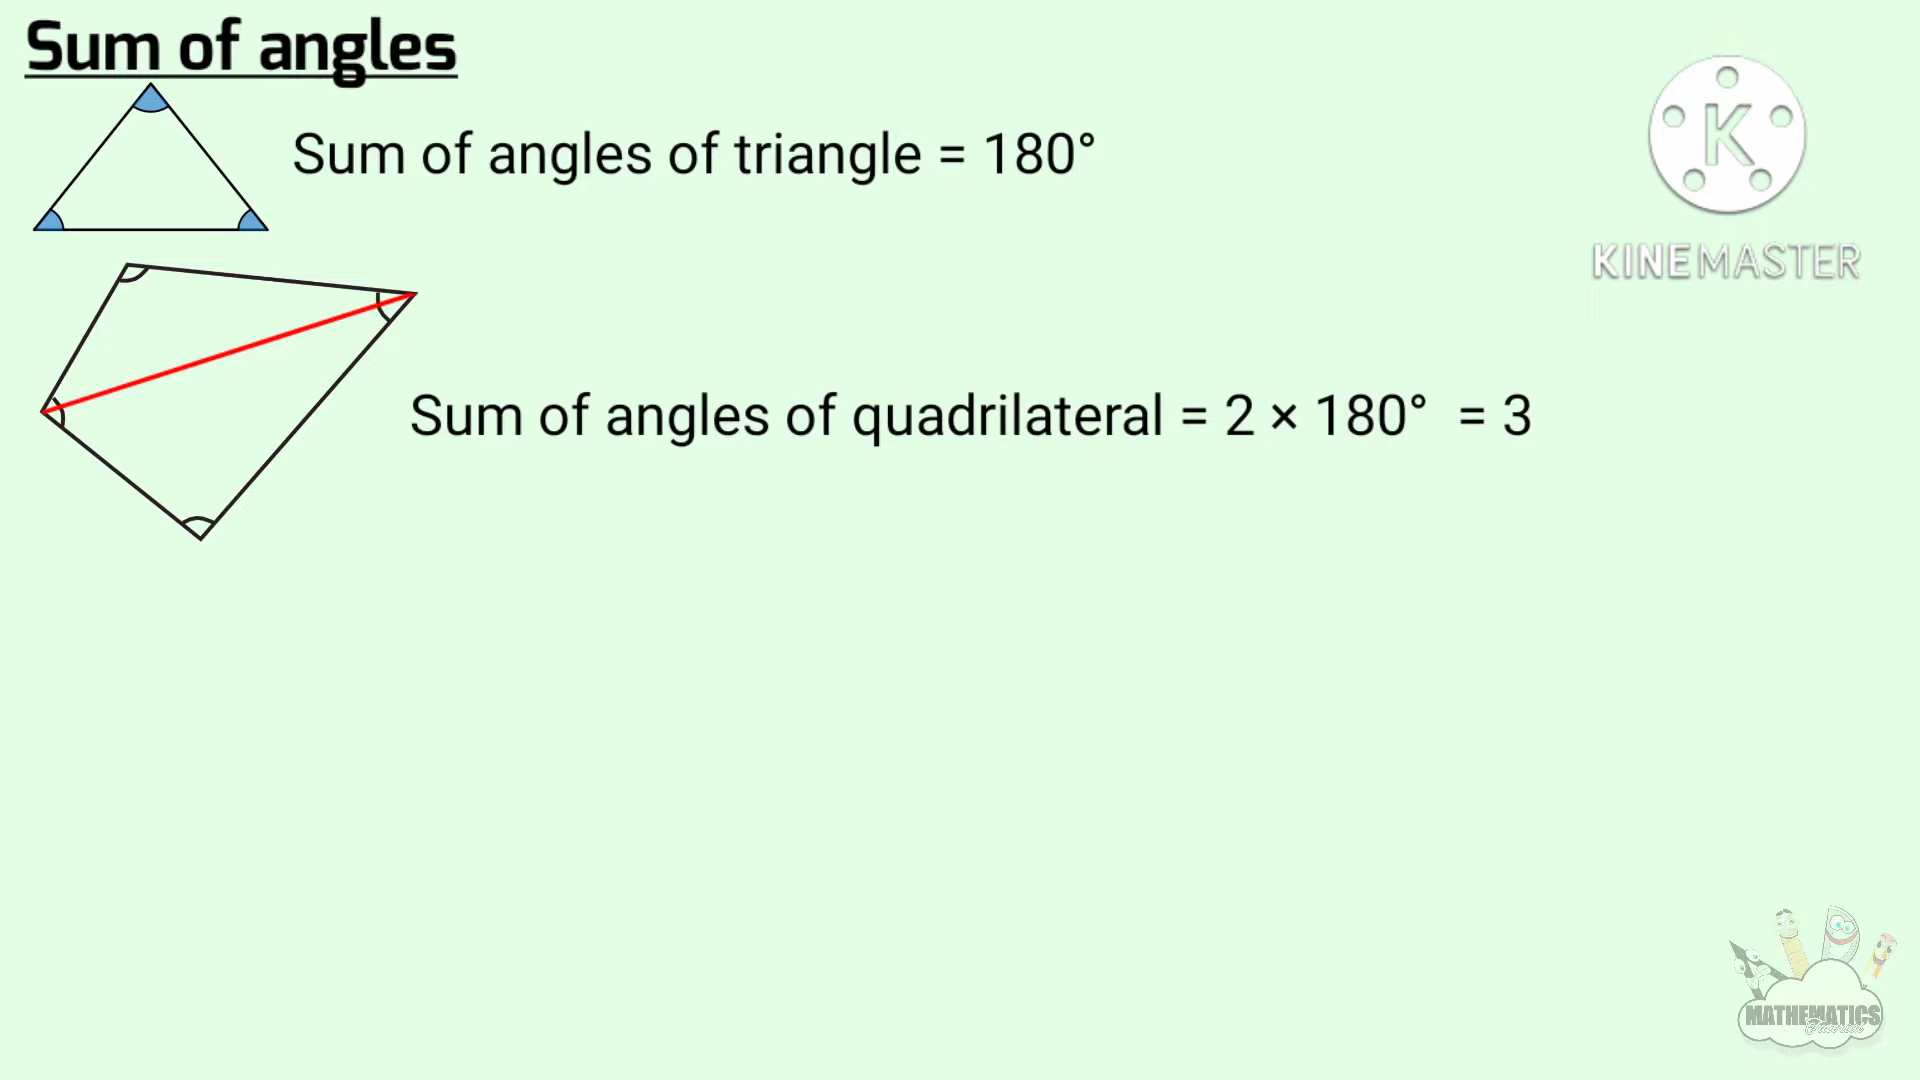 Sum of angles
Sum of angles of triangle = 180°
K
KINEMASTER
Sum of angles of quadrilateral = 2 × 180° = 3
MATHEMATICS
Tutorial